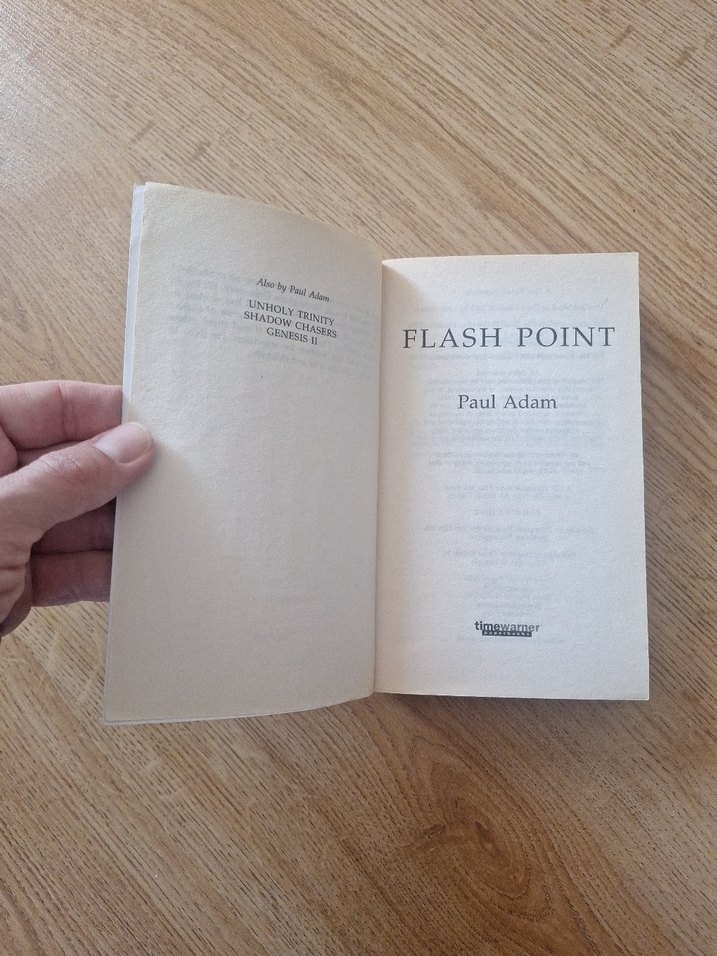 Also by Paul Adam
UNHOLY TRINITY
SHADOW CHASERS
GENESIS II
FLASH POINT
Paul Adam
timewarner